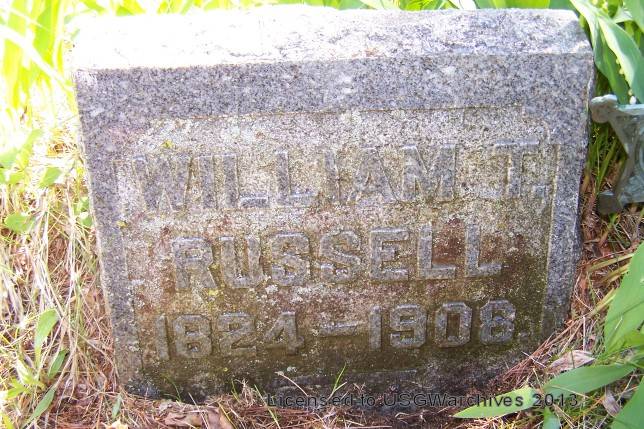 WILLIAM T.
RUSSELL
1824-1908
Licensed to USGWarchives 2013